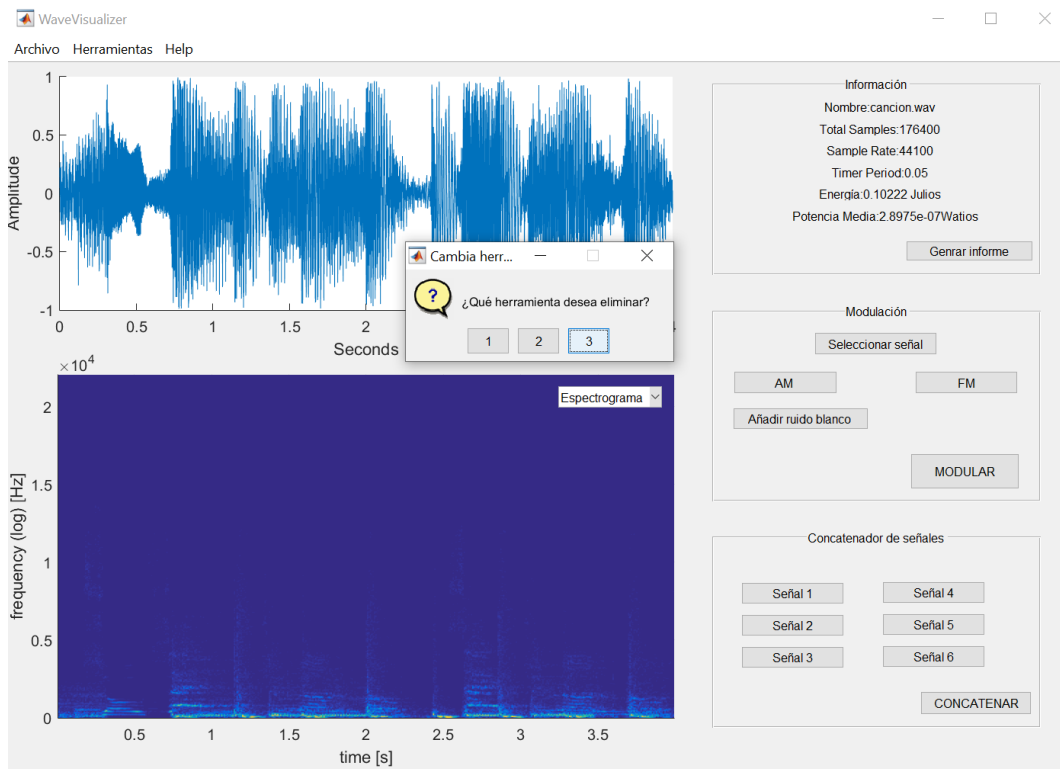 WaveVisualizer
Archivo Herramientas Help
1
0.5
0
-0.5
-1
Amplitude
0 0.5 1 1.5 2 4
Seconds
Cambia herr...
?
¿Qué herramienta desea eliminar?
1 2 3
×10⁴
2
1.5
1
0.5
0
frequency (log) [Hz]
Espectrograma
0.5 1 1.5 2 2.5 3 3.5
time [s]
Información
Nombre:cancion.wav
Total Samples:176400
Sample Rate:44100
Timer Period:0.05
Energía:0.10222 Julios
Potencia Media:2.8975e-07Watios
Genrar informe
Modulación
Seleccionar señal
AM FM
Añadir ruido blanco
MODULAR
Concatenador de señales
Señal 1 Señal 4
Señal 2 Señal 5
Señal 3 Señal 6
CONCATENAR